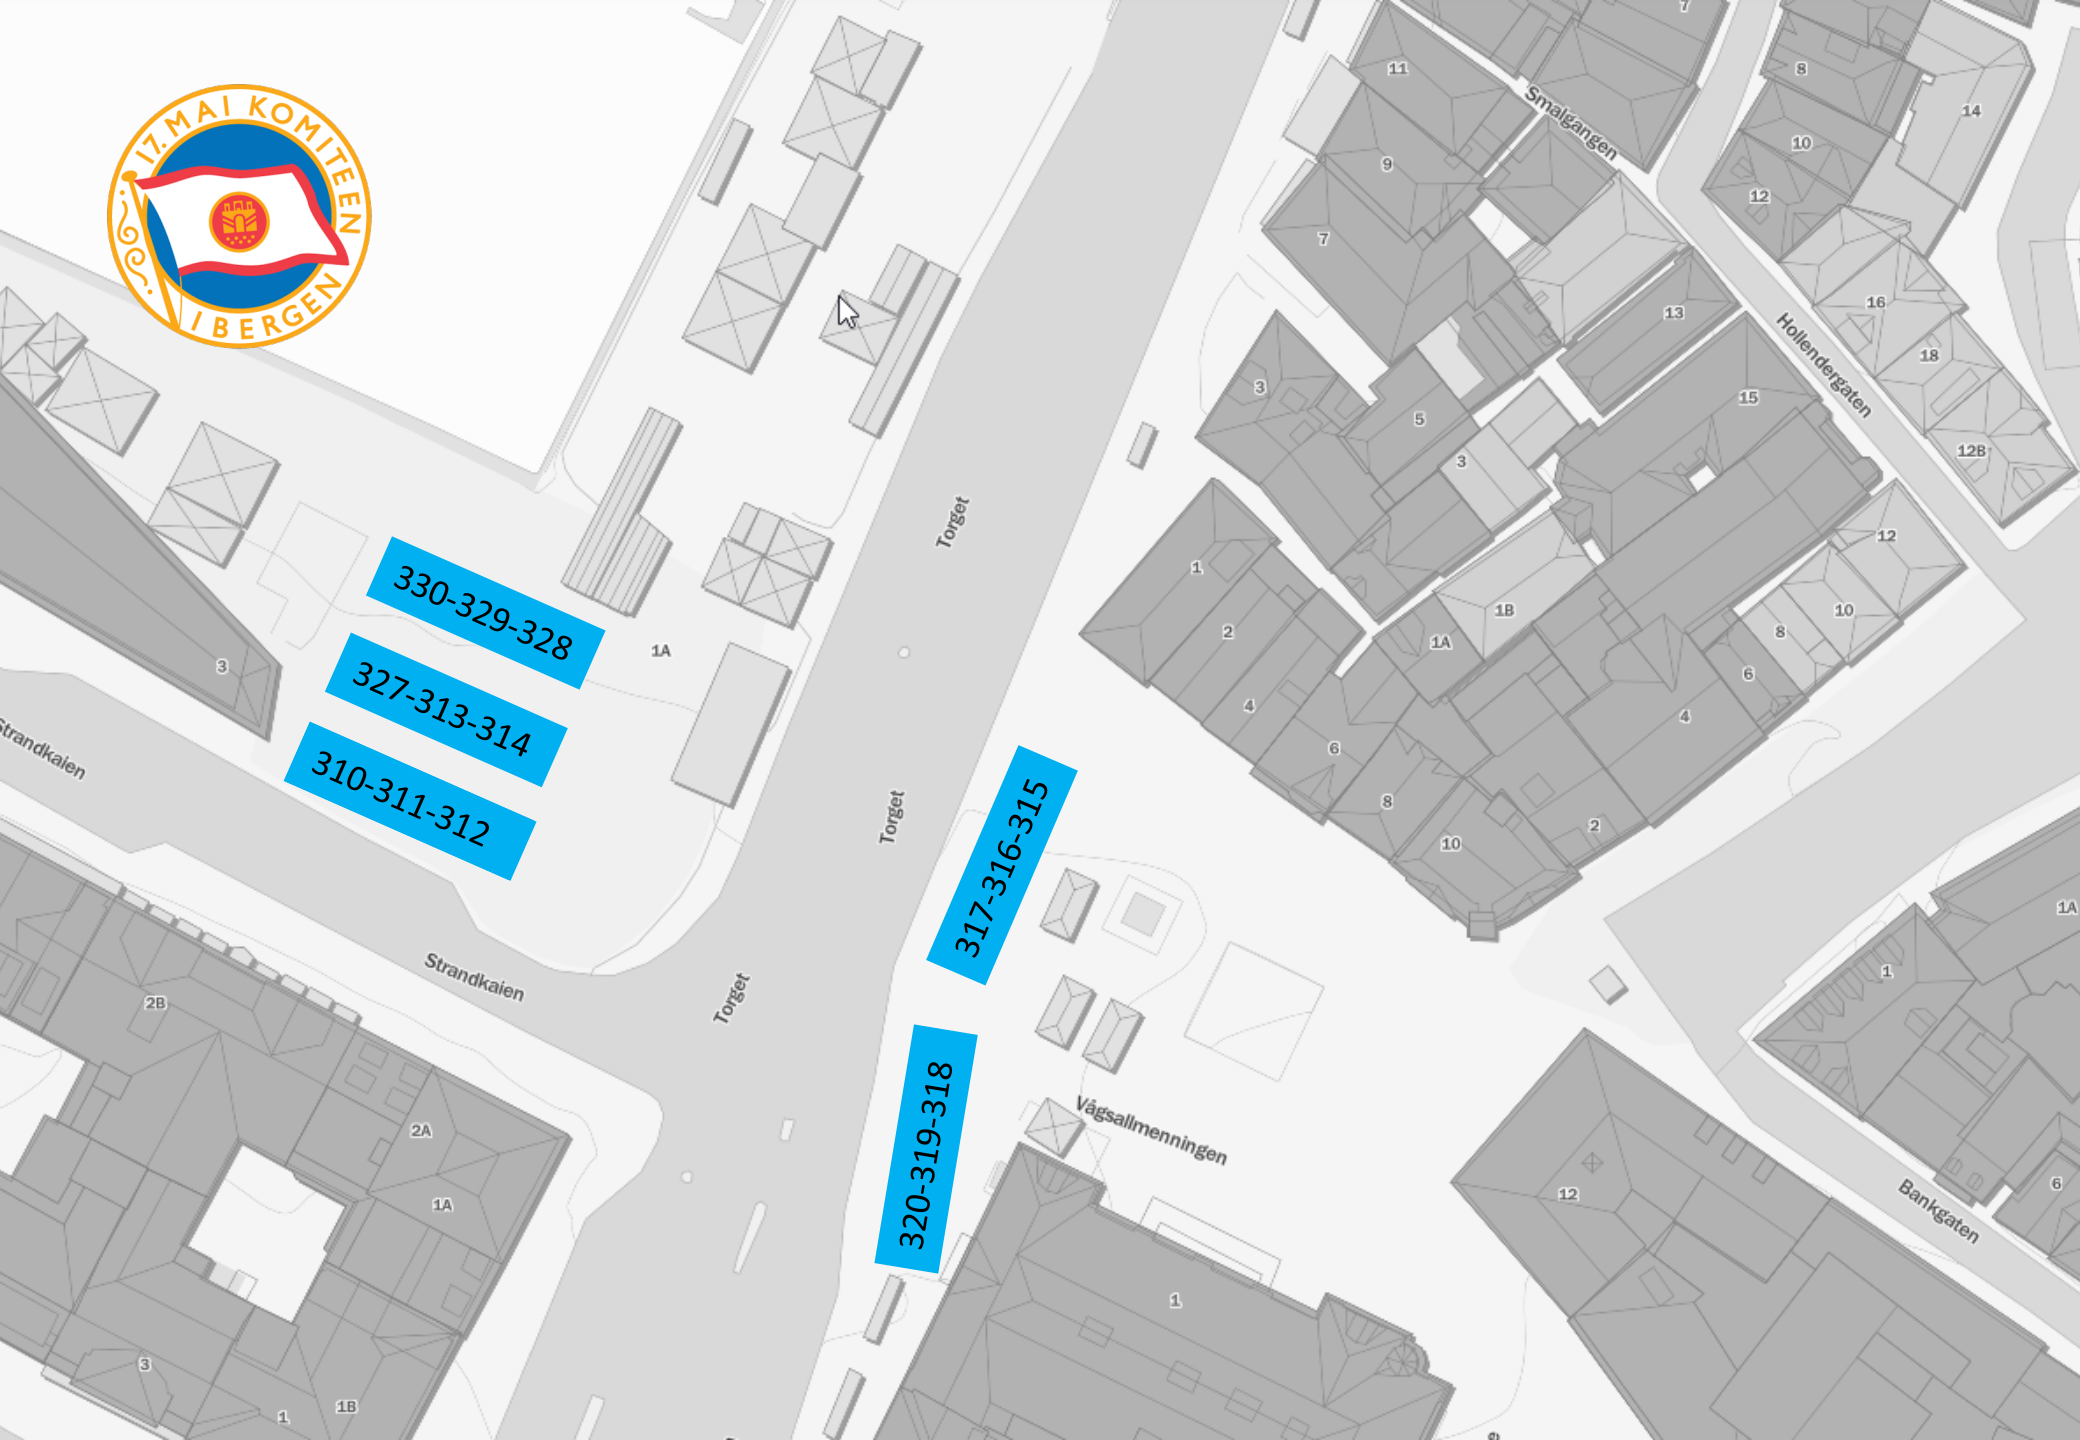 17. MAI KOMITEEN
I BERGEN
11
9
7
Smalgangen
7
8
14
10
12
16
13
Hollendergaten
18
15
12B
3
5
3
12
Torget
330-329-328
1
1B
10
2
1A
8
1A
6
3
327-313-314
4
4
Strandkaien
6
310-311-312
317-316-315
Torget
8
2
10
1A
1
Strandkaien
Torget
2B
320-319-318
Vågsallmenningen
2A
12
6
1A
Bankgaten
1
3
1B
1